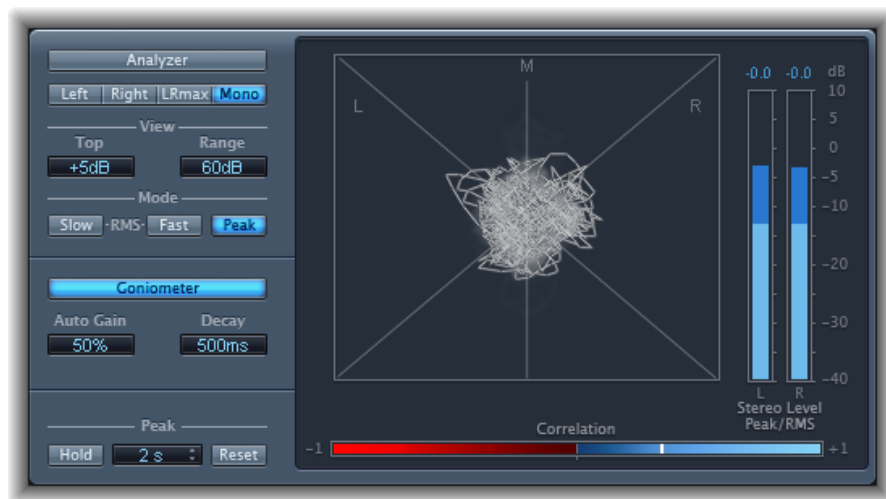 Analyzer
Left Right LRmax Mono
View
Top Range
+5dB 60dB
Mode
Slow -RMS- Fast Peak
Goniometer
Auto Gain Decay
50% 500ms
Peak
Hold 2 s Reset
M
L R
Correlation
-1 +1
-0.0 -0.0 dB
10
5
0
-5
-10
-20
-30
-40
L R
Stereo Level
Peak/RMS